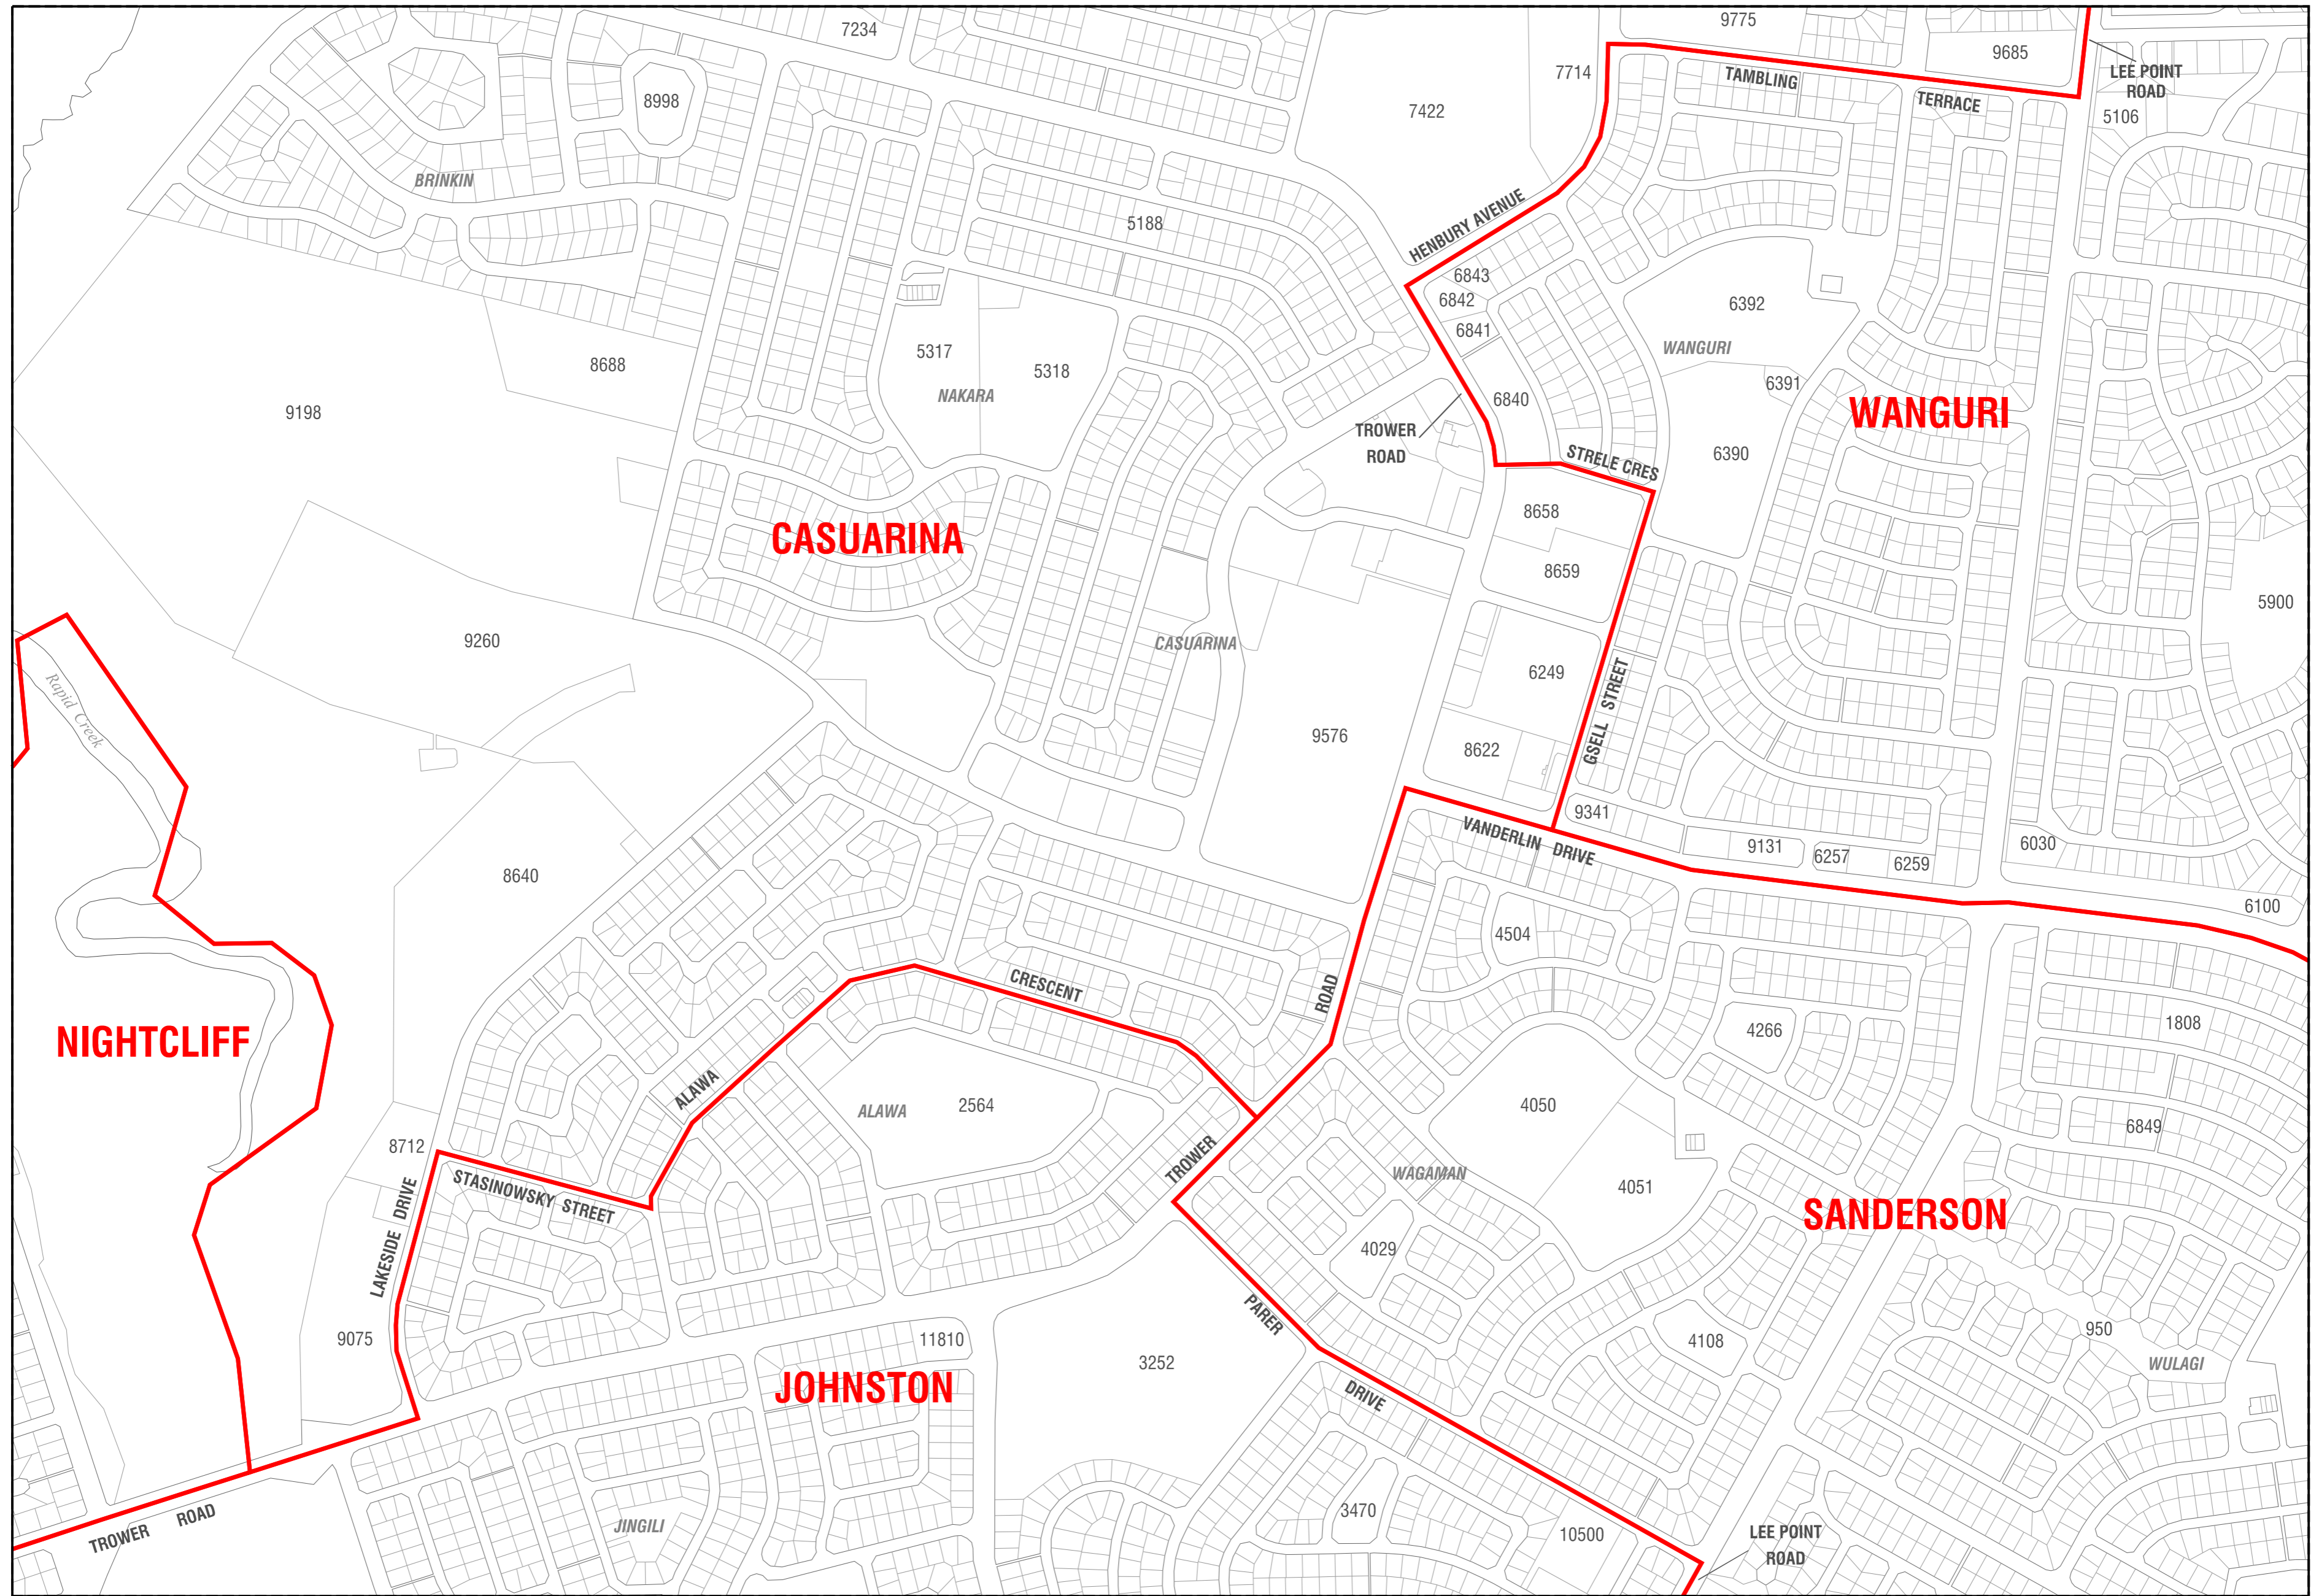 7234
9775
9685
LEE POINT
ROAD
7714
TAMBLING
TERRACE
8998
7422
5106
BRINKIN
HENBURY AVENUE
5188
6843
6842
6841
6392
WANGURI
5317
5318
NAKARA
8688
9198
6391
6840
WANGURI
TROWER
ROAD
STRELE CRES
6390
8658
CASUARINA
8659
5900
9260
CASUARINA
6249
GSELL STREET
Rapid Creek
9576
8622
9341
VANDERLIN DRIVE
9131
6257
6259
6030
8640
6100
4504
CRESCENT
ROAD
NIGHTCLIFF
4266
1808
ALAWA
ALAWA
2564
4050
6849
8712
TROWER
WAGAMAN
4051
STASINOWSKY STREET
SANDERSON
LAKESIDE DRIVE
4029
PARER
9075
11810
3252
4108
950
WULAGI
JOHNSTON
DRIVE
3470
10500
JINGILI
TROWER ROAD
LEE POINT
ROAD